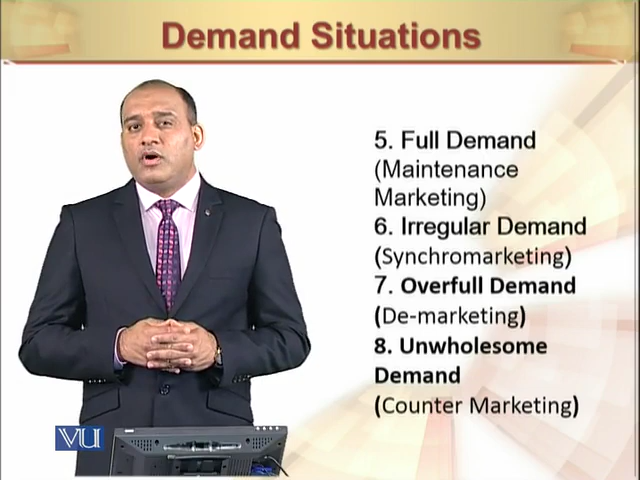 Demand Situations
5. Full Demand
(Maintenance
Marketing)
6. Irregular Demand
(Synchromarketing)
7. Overfull Demand
(De-marketing)
8. Unwholesome
Demand
(Counter Marketing)
VU